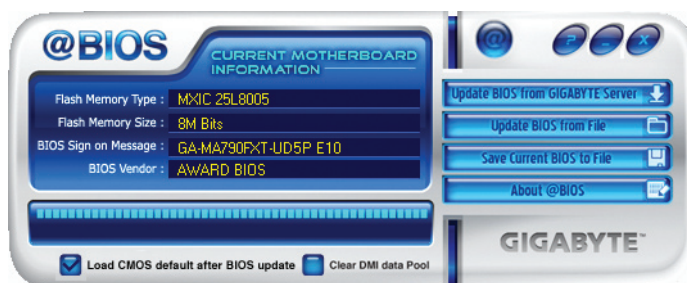 @BIOS
CURRENT MOTHERBOARD
INFORMATION
Flash Memory Type : MXIC 25L8005
Flash Memory Size : 8M Bits
BIOS Sign on Message : GA-MA790FXT-UD5P E10
BIOS Vendor : AWARD BIOS
Load CMOS default after BIOS update
Clear DMI data Pool
@ ? – X
Update BIOS from GIGABYTE Server
Update BIOS from File
Save Current BIOS to File
About @BIOS
GIGABYTE™